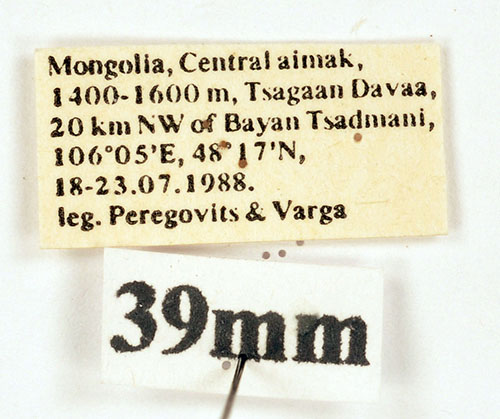 Mongolia, Central aimak,
1400-1600 m, Tsagaan Davaa,
20 km NW of Bayan Tsadmani,
106°05'E, 48°17'N,
18-23.07.1988.
leg. Peregovits & Varga
39mm